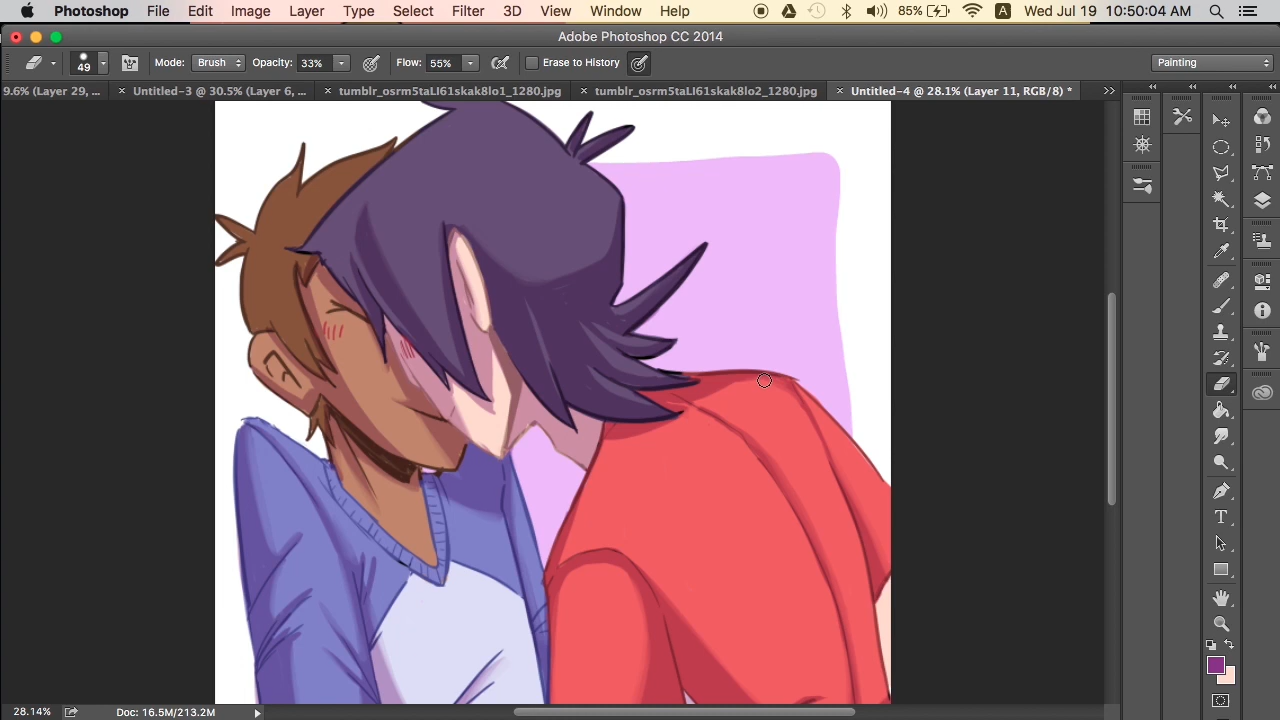 Photoshop File Edit Image Layer Type Select Filter 3D View Window Help 85% A Wed Jul 19 10:50:04 AM
Adobe Photoshop CC 2014
49 Mode: Brush Opacity: 33% Flow: 55% Erase to History Painting
9.6% (Layer 29, ... × Untitled-3 @ 30.5% (Layer 6, ... × tumblr_osrm5taLI61skak8lo1_1280.jpg × tumblr_osrm5taLI61skak8lo2_1280.jpg × Untitled-4 @ 28.1% (Layer 11, RGB/8) *
T
28.14% Doc: 16.5M/213.2M